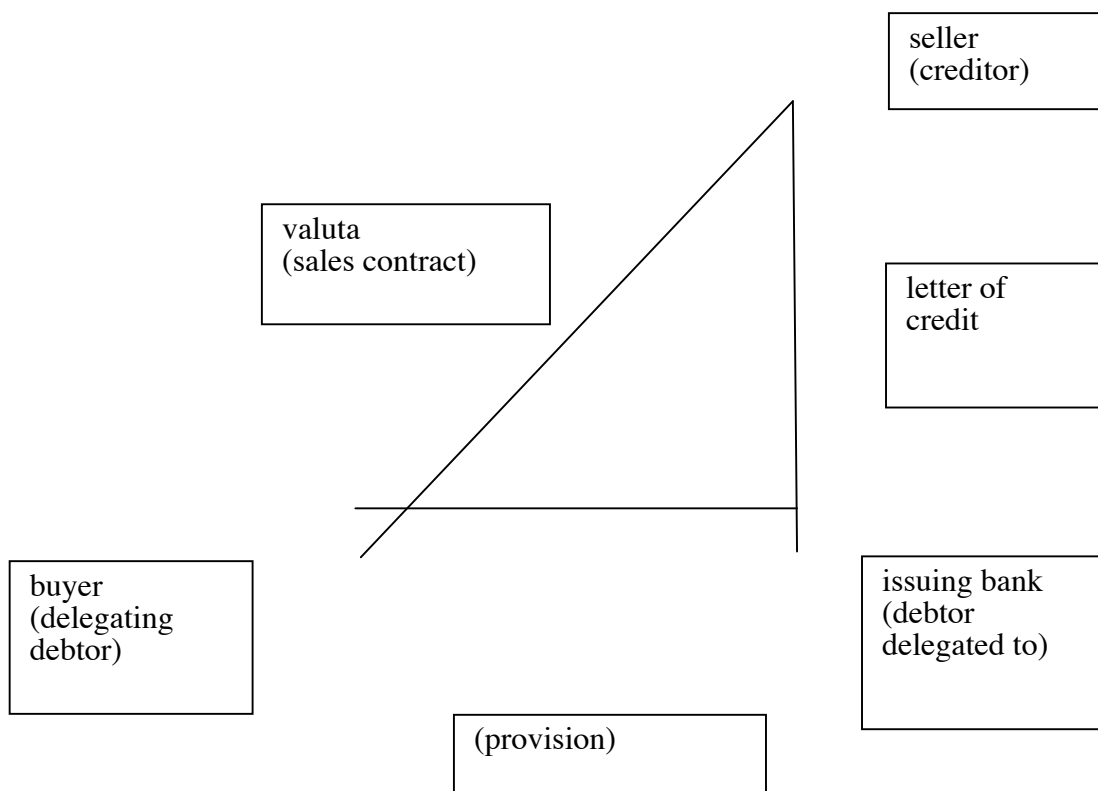 seller
(creditor)
valuta
(sales contract)
letter of
credit
buyer
(delegating
debtor)
issuing bank
(debtor
delegated to)
(provision)